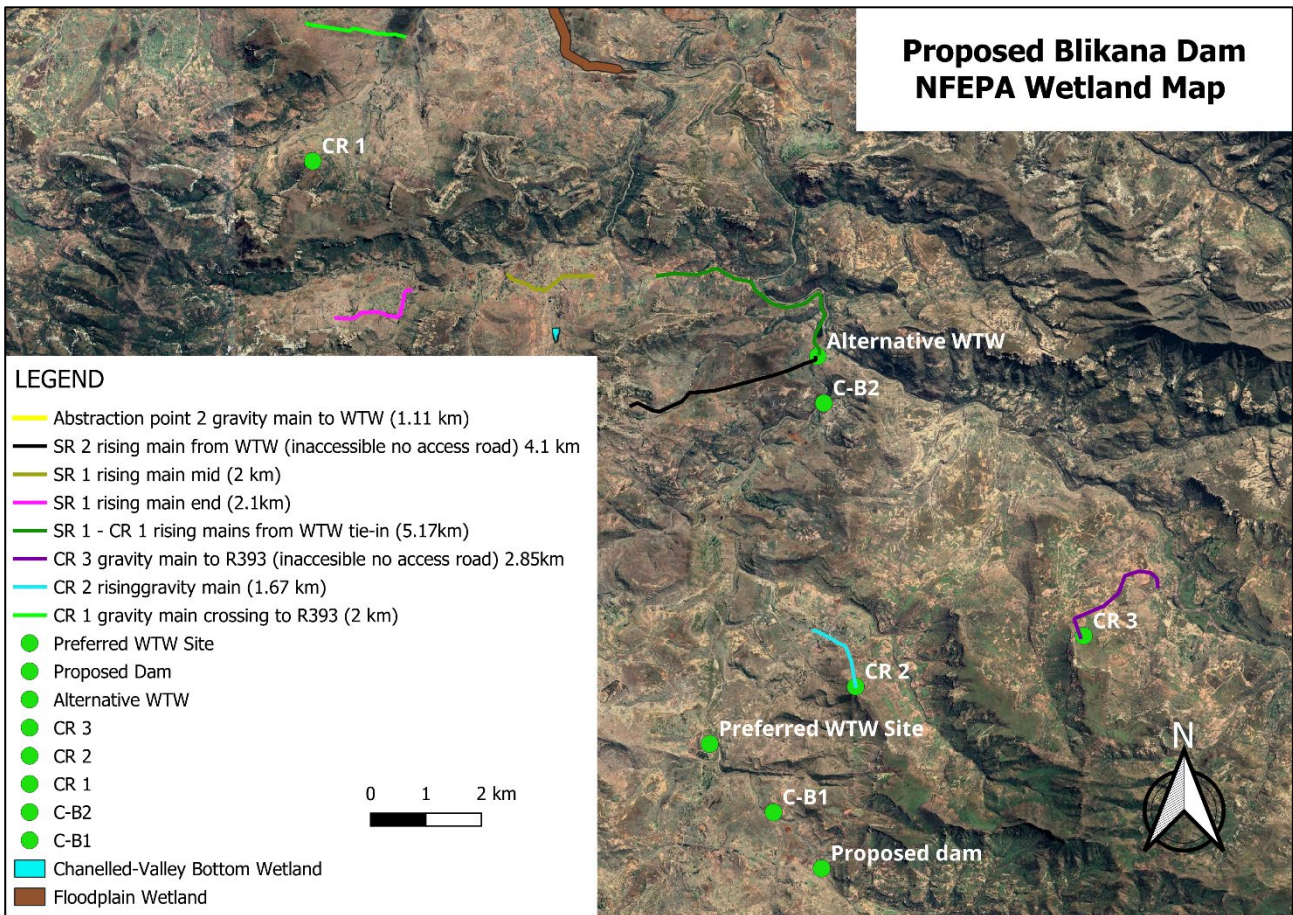 Proposed Blikana Dam
NFEPA Wetland Map
CR 1
Alternative WTW
C-B2
CR 3
CR 2
Preferred WTW Site
C-B1
Proposed dam
N
LEGEND
Abstraction point 2 gravity main to WTW (1.11 km)
SR 2 rising main from WTW (inaccessible no access road) 4.1 km
SR 1 rising main mid (2 km)
SR 1 rising main end (2.1km)
SR 1 - CR 1 rising mains from WTW tie-in (5.17km)
CR 3 gravity main to R393 (inaccesible no access road) 2.85km
CR 2 risinggravity main (1.67 km)
CR 1 gravity main crossing to R393 (2 km)
Preferred WTW Site
Proposed Dam
Alternative WTW
CR 3
CR 2
CR 1
C-B2
C-B1
Chanelled-Valley Bottom Wetland
Floodplain Wetland
0 1 2 km